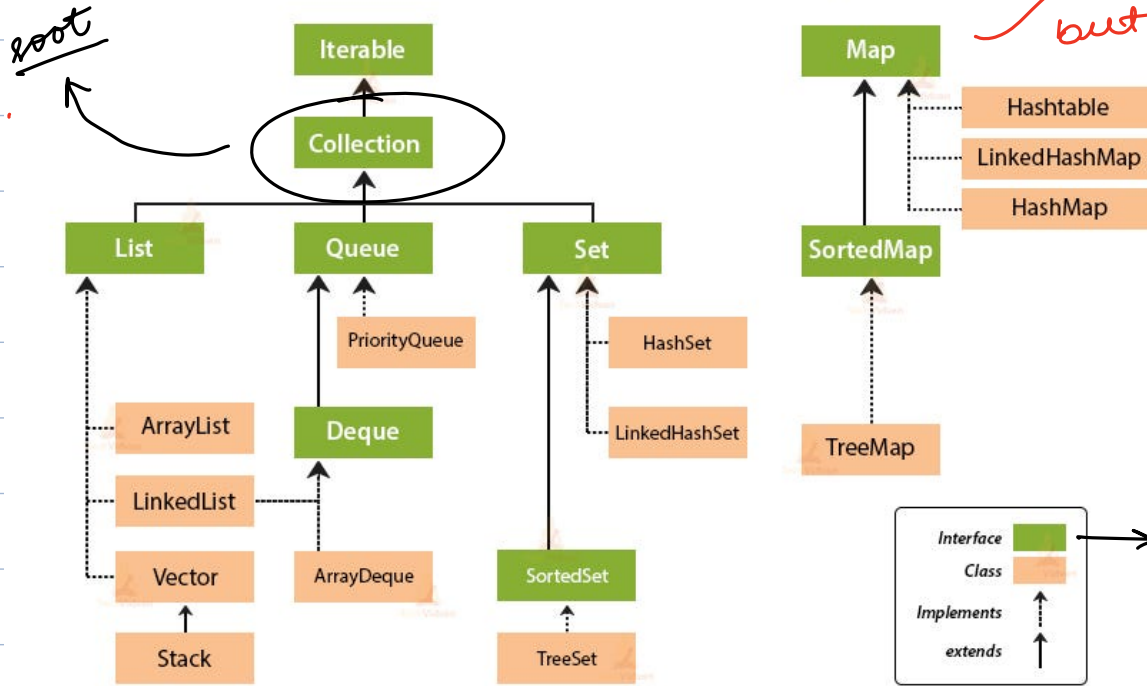 root
but
Iterable
Map
Hashtable
Collection
LinkedHashMap
HashMap
List
Queue
Set
SortedMap
PriorityQueue
HashSet
ArrayList
Deque
LinkedHashSet
TreeMap
LinkedList
Interface
Vector
ArrayDeque
SortedSet
Class
Implements
Stack
TreeSet
extends